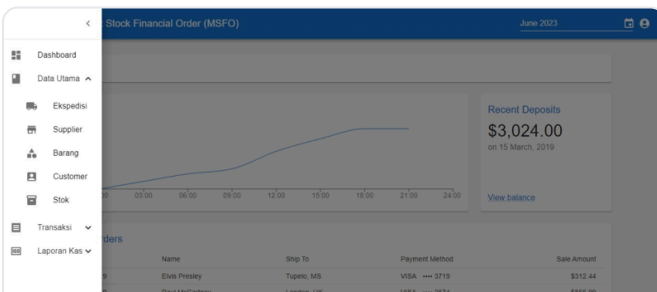 Stock Financial Order (MSFO)
June 2023
Dashboard
Data Utama
Ekspedisi
Supplier
Barang
Customer
Stok
Transaksi
Laporan Kas
Recent Deposits
$3,024.00
on 15 March, 2019
View balance
03:00 06:00 09:00 12:00 15:00 18:00 21:00 24:00
Name Ship To Payment Method Sale Amount
Elvis Presley Tupelo, MS VISA •••• 3719 $312.44